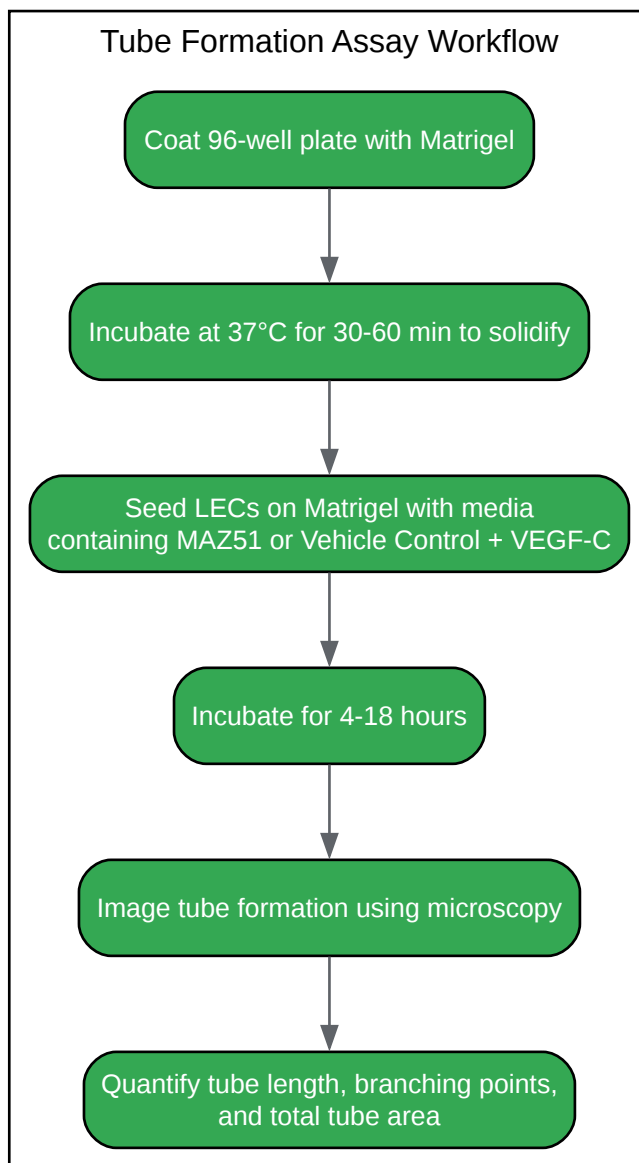 Tube Formation Assay Workflow
Coat 96-well plate with Matrigel
Incubate at 37°C for 30-60 min to solidify
Seed LECs on Matrigel with media
containing MAZ51 or Vehicle Control + VEGF-C
Incubate for 4-18 hours
Image tube formation using microscopy
Quantify tube length, branching points,
and total tube area